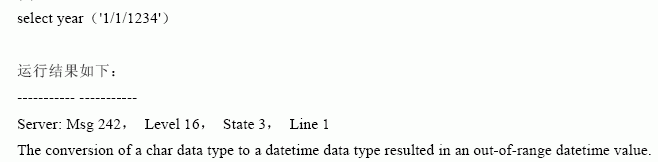 select year（'1/1/1234'）
运行结果如下：
----------- -----------
Server: Msg 242， Level 16， State 3， Line 1
The conversion of a char data type to a datetime data type resulted in an out-of-range datetime value.